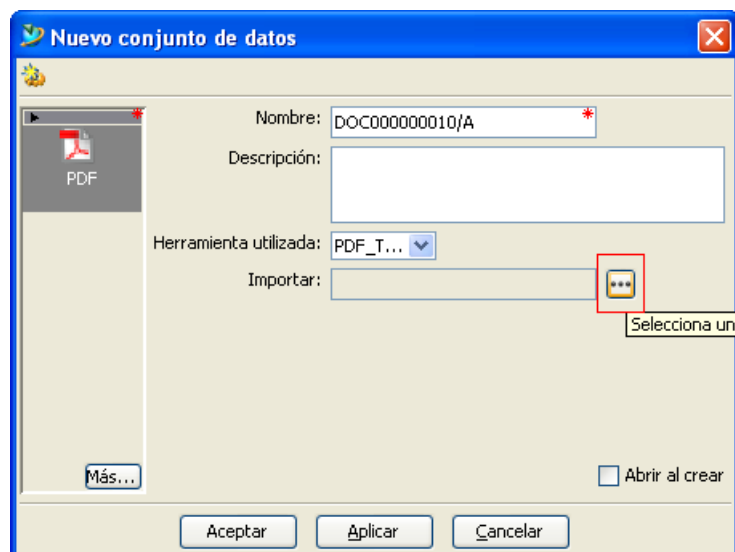 Nuevo conjunto de datos
PDF
Nombre: DOC000000010/A *
Descripción:
Herramienta utilizada: PDF_T...
Importar:
Selecciona un
Más...
Abrir al crear
Aceptar Aplicar Cancelar